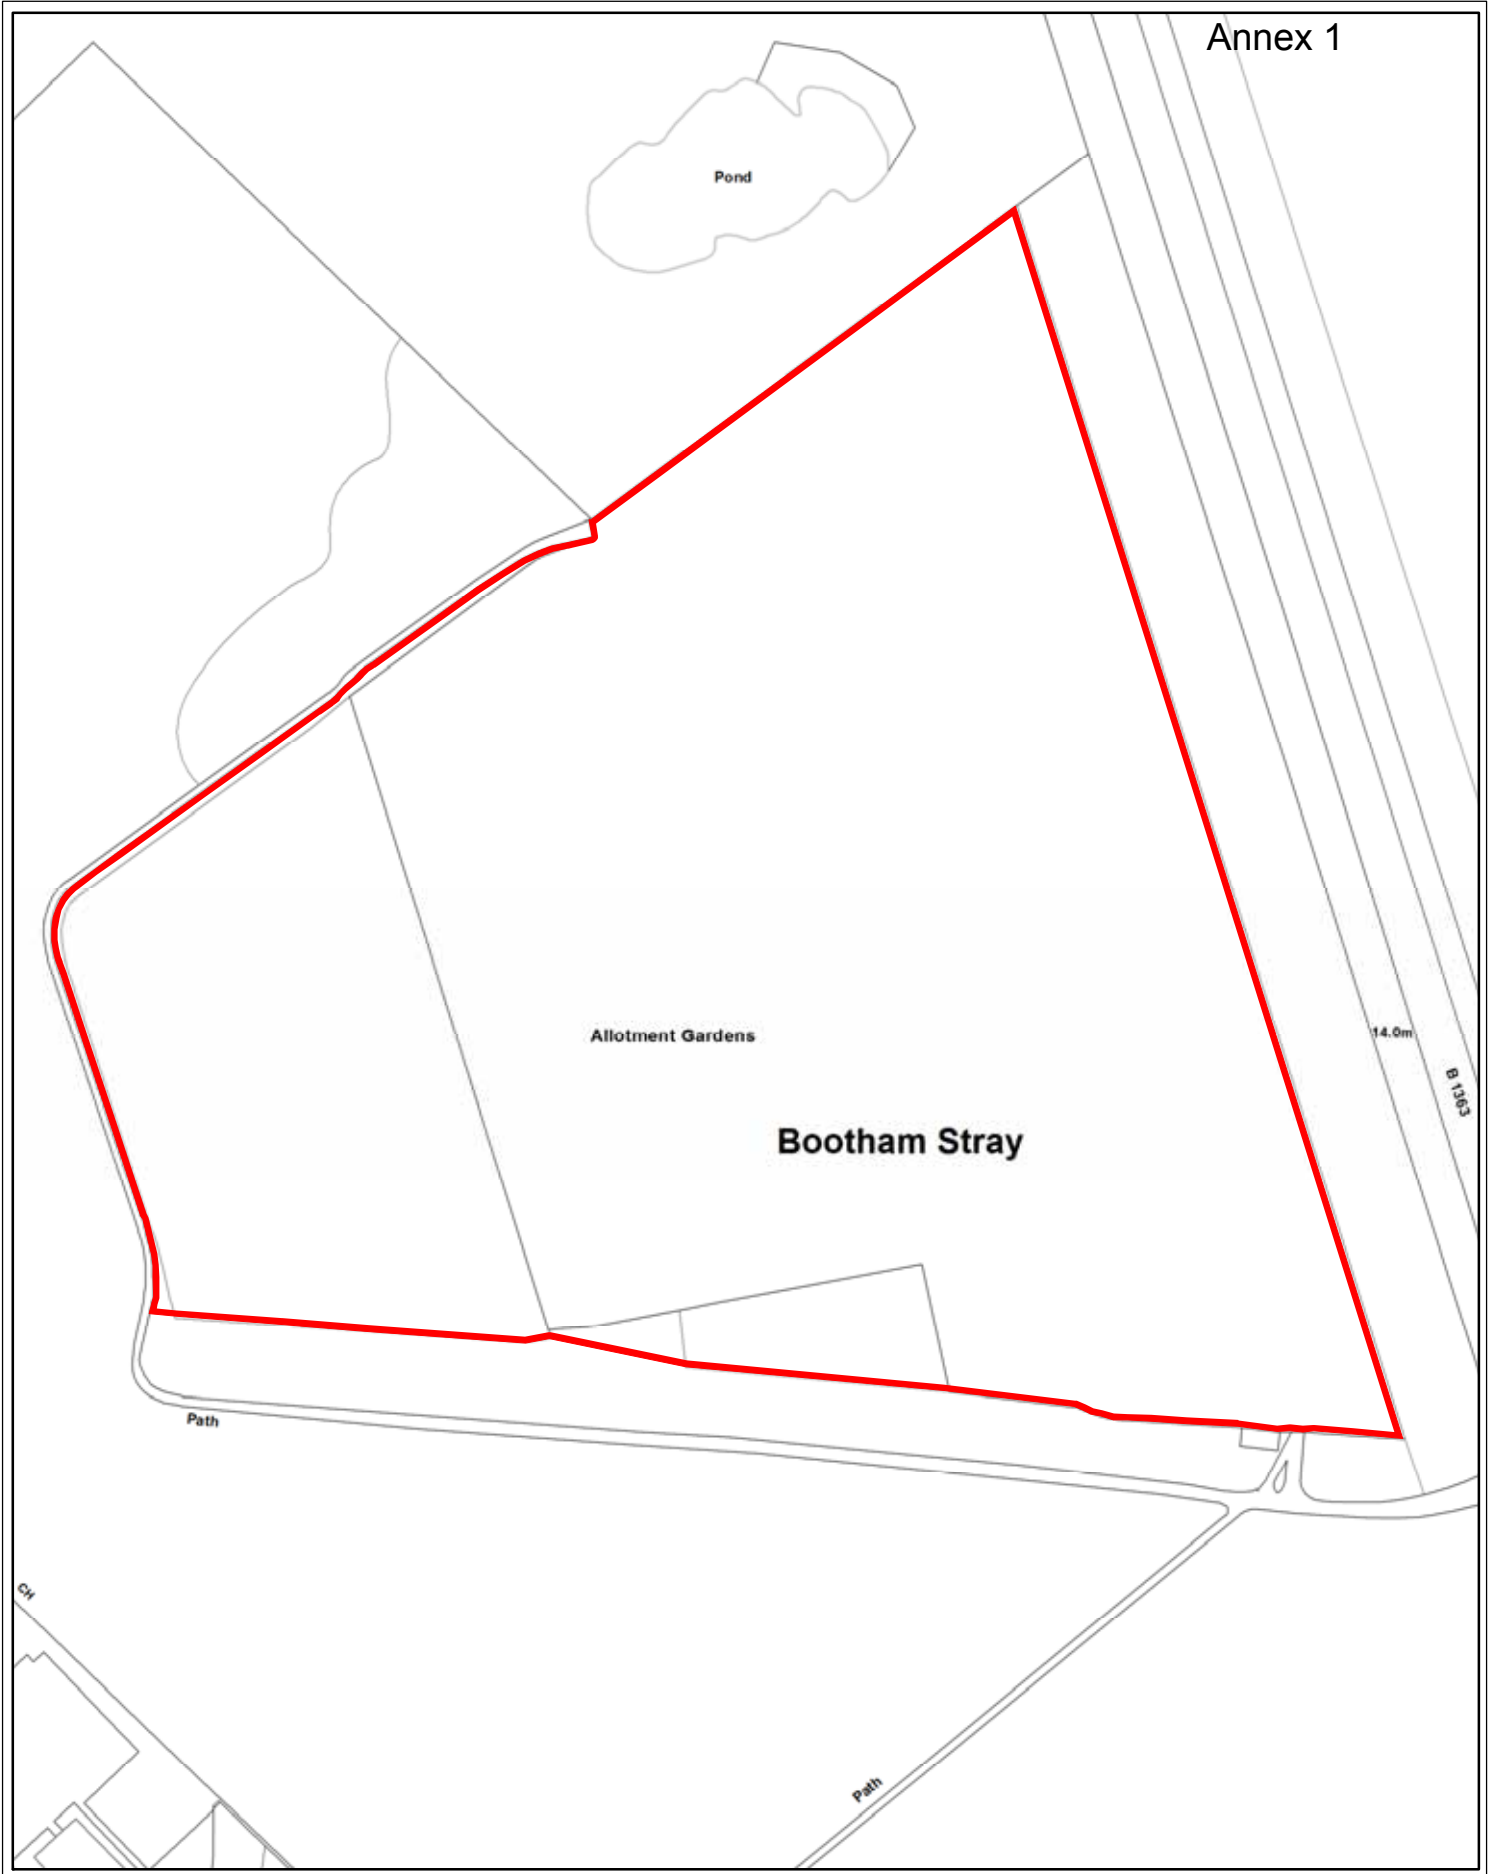 Annex 1
Pond
Allotment Gardens
14.0m
B 1363
Bootham Stray
Path
CH
Path